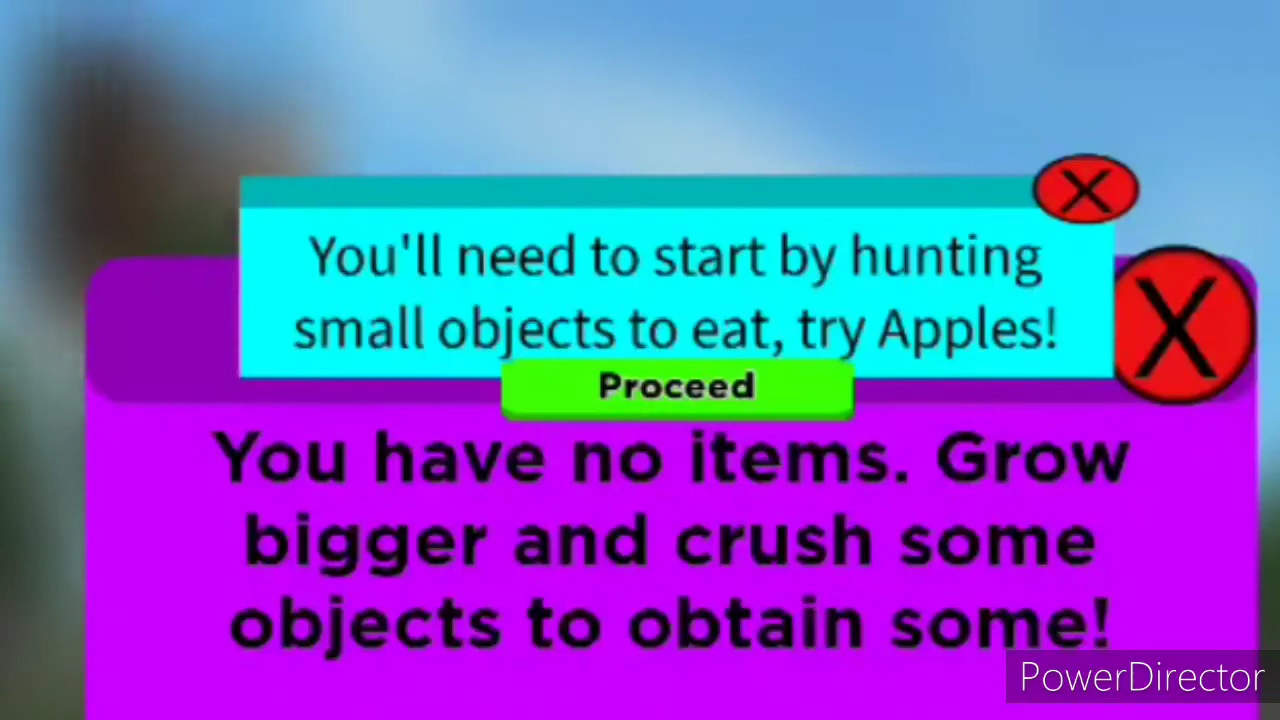 X
You'll need to start by hunting
small objects to eat, try Apples!
X
Proceed
You have no items. Grow
bigger and crush some
objects to obtain some!
PowerDirector